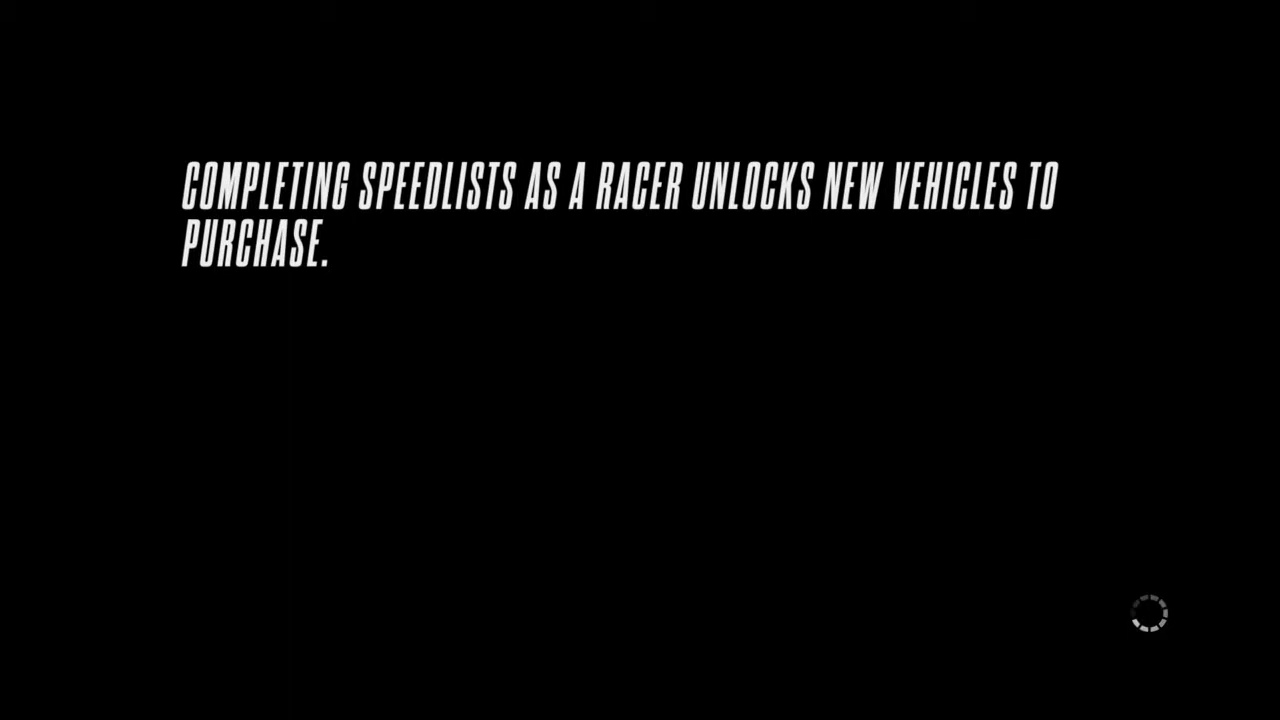 COMPLETING SPEEDLISTS AS A RACER UNLOCKS NEW VEHICLES TO
PURCHASE.